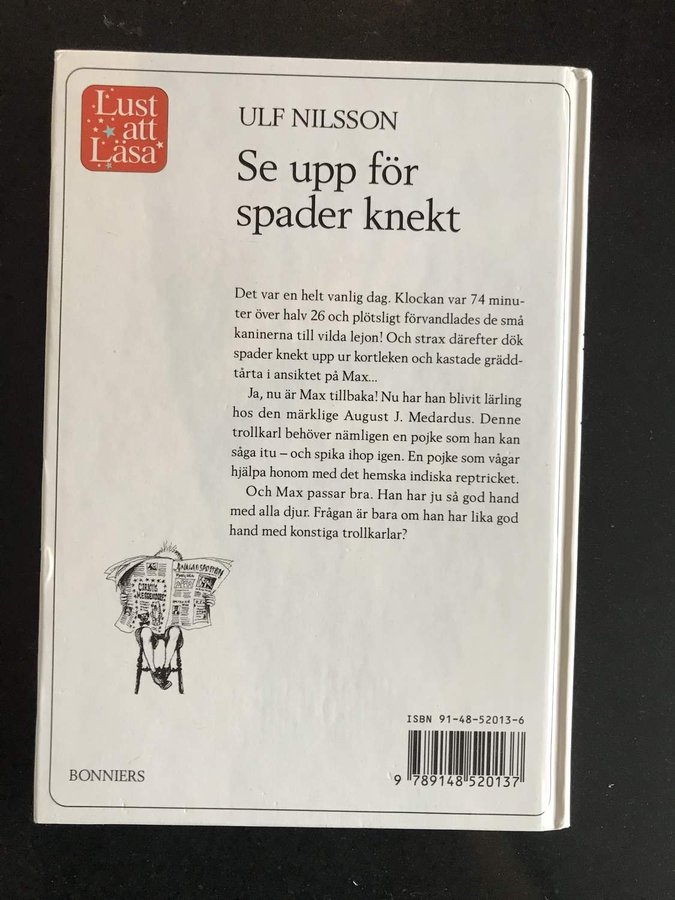 Lust
att
Läsa
ULF NILSSON
Se upp för
spader knekt
Det var en helt vanlig dag. Klockan var 74 minu-
ter över halv 26 och plötsligt förvandlades de små
kaninerna till vilda lejon! Och strax därefter dök
spader knekt upp ur kortleken och kastade grädd-
tårta i ansiktet på Max...
Ja, nu är Max tillbaka! Nu har han blivit lärling
hos den märklige August J. Medardus. Denne
trollkarl behöver nämligen en pojke som han kan
såga itu – och spika ihop igen. En pojke som vågar
hjälpa honom med det hemska indiska reptricket.
Och Max passar bra. Han har ju så god hand
med alla djur. Frågan är bara om han har lika god
hand med konstiga trollkarlar?
CIRKUS
ISBN 91-48-52013-6
9 789148 520137
BONNIERS